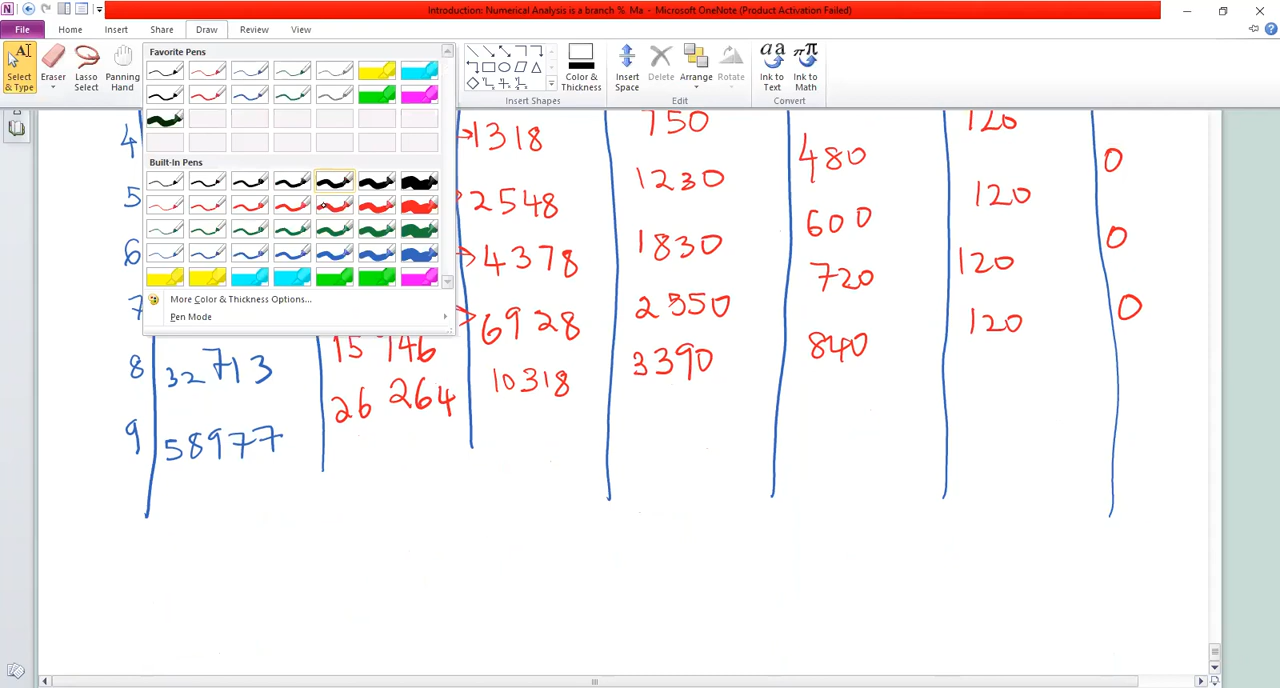 Introduction: Numerical Analysis is a branch % Ma - Microsoft OneNote (Product Activation Failed)
File Home Insert Share Draw Review View
Select & Type
Eraser
Lasso Select
Panning Hand
Favorite Pens
Built-In Pens
More Color & Thickness Options...
Pen Mode
Color & Thickness
Insert Shapes
Insert Space
Delete
Arrange
Rotate
Edit
Ink to Text
Ink to Math
Convert
4 1318 750 480 120 0
5 2548 1230 600 120 0
6 4378 1830 720 120 0
7 6928 2550 840 120
8 32713 15 746 10318 3390
9 58977 26 264